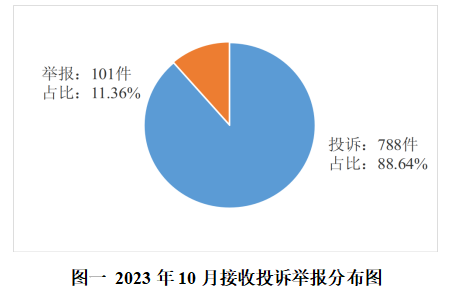 举报：101件
占比：11.36%
投诉：788件
占比：88.64%
图一 2023 年 10 月接收投诉举报分布图